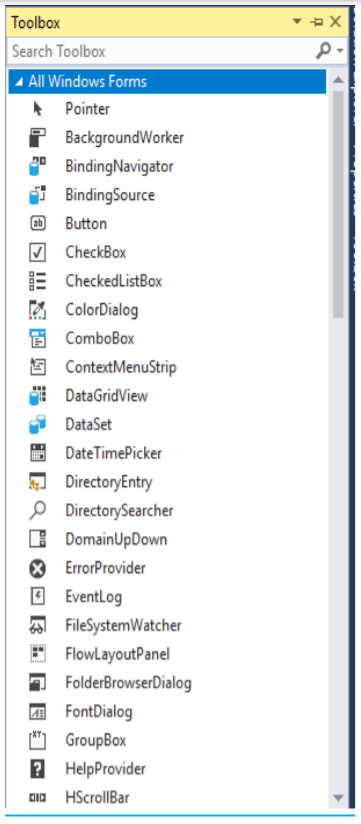 Toolbox
Search Toolbox
All Windows Forms
Pointer
BackgroundWorker
BindingNavigator
BindingSource
Button
CheckBox
CheckedListBox
ColorDialog
ComboBox
ContextMenuStrip
DataGridView
DataSet
DateTimePicker
DirectoryEntry
DirectorySearcher
DomainUpDown
ErrorProvider
EventLog
FileSystemWatcher
FlowLayoutPanel
FolderBrowserDialog
FontDialog
GroupBox
HelpProvider
HScrollBar